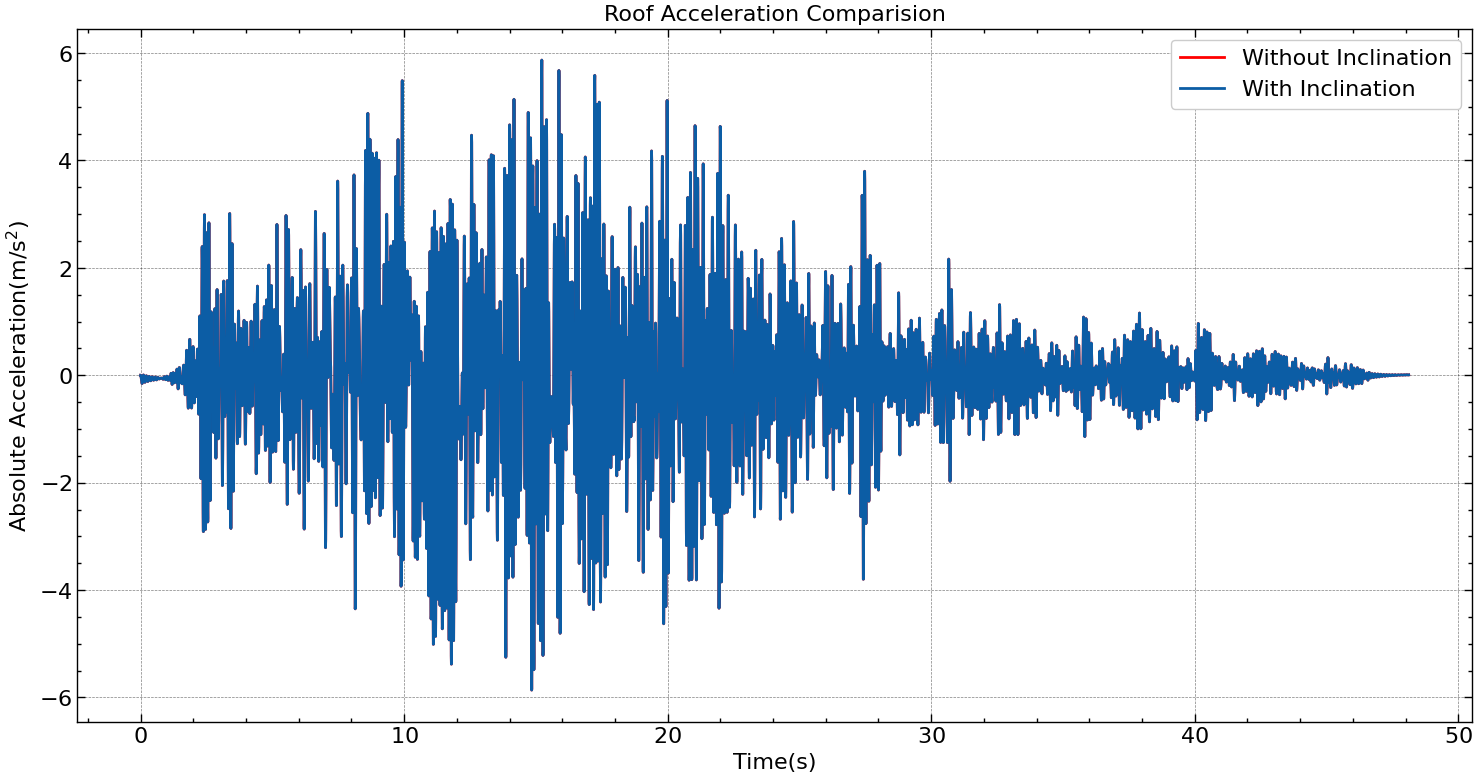 Roof Acceleration Comparision
Without Inclination
With Inclination
Absolute Acceleration(m/s²)
6
4
2
0
−2
−4
−6
0 10 20 30 40 50
Time(s)